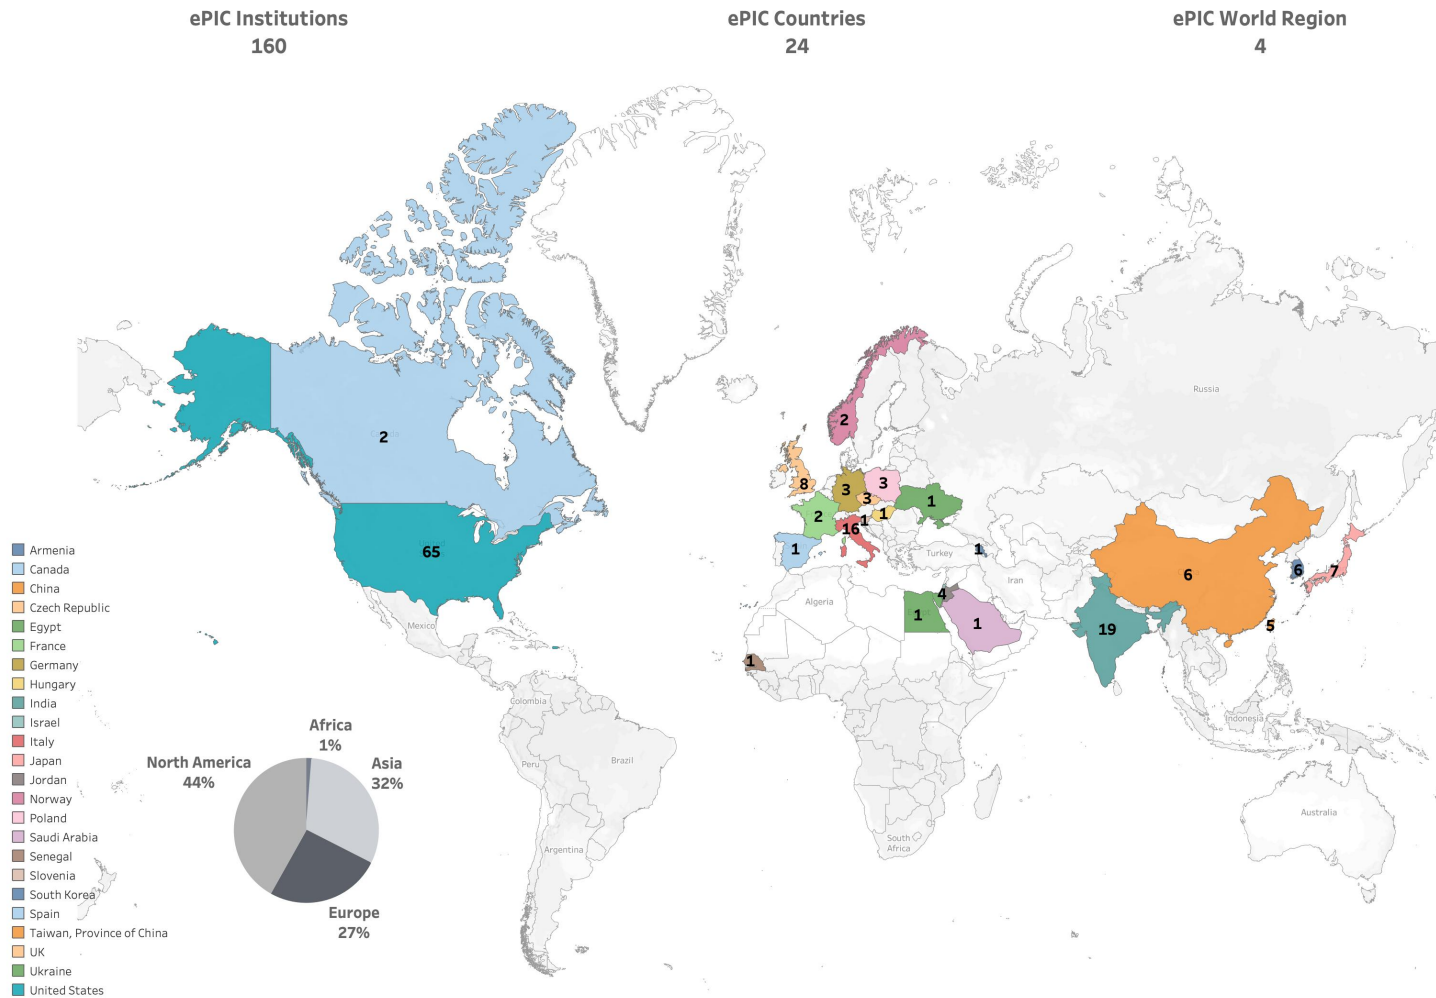 ePIC Institutions
160
ePIC Countries
24
ePIC World Region
4
Russia
2
2
65
8
3
3
3
1
2
1
1
16
1
Turkey
1
Iran
6
6
7
Mexico
Algeria
1
4
1
19
5
1
Colombia
Indonesia
Peru
Brazil
Australia
Argentina
South
Africa
Armenia
Canada
China
Czech Republic
Egypt
France
Germany
Hungary
India
Israel
Italy
Japan
Jordan
Norway
Poland
Saudi Arabia
Senegal
Slovenia
South Korea
Spain
Taiwan, Province of China
UK
Ukraine
United States
Africa
1%
North America
44%
Asia
32%
Europe
27%